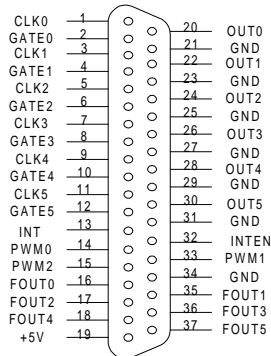 CLK0 1
GATE0 2
CLK1 3
GATE1 4
CLK2 5
GATE2 6
CLK3 7
GATE3 8
CLK4 9
GATE4 10
CLK5 11
GATE5 12
INT 13
PWM0 14
PWM2 15
FOUT0 16
FOUT2 17
FOUT4 18
+5V 19
20 OUT0
21 GND
22 OUT1
23 GND
24 OUT2
25 GND
26 OUT3
27 GND
28 OUT4
29 GND
30 OUT5
31 GND
32 INTEN
33 PWM1
34 GND
35 FOUT1
36 FOUT3
37 FOUT5